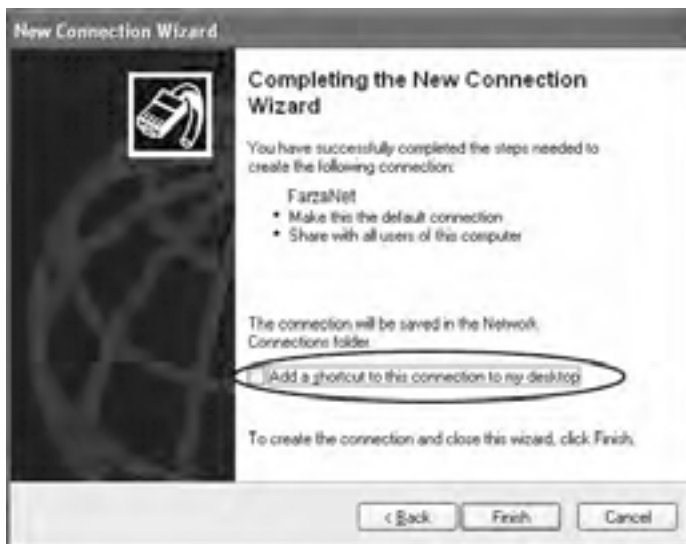 New Connection Wizard
Completing the New Connection
Wizard
You have successfully completed the steps needed to
create the following connection:
FarzaNet
• Make this the default connection
• Share with all users of this computer
The connection will be saved in the Network
Connections folder.
Add a shortcut to this connection to my desktop
To create the connection and close this wizard, click Finish.
< Back
Finish
Cancel